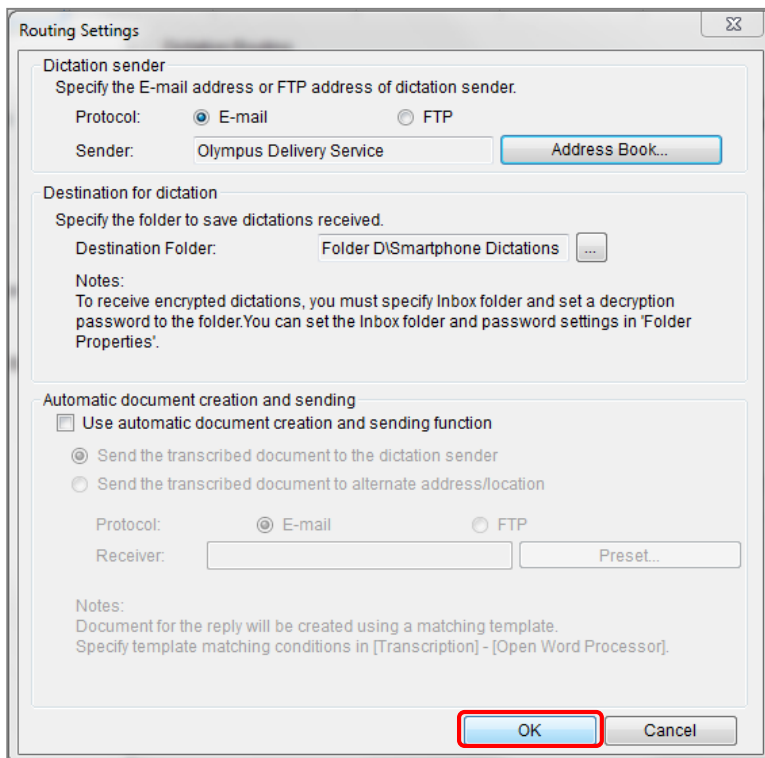 Routing Settings
Dictation sender
Specify the E-mail address or FTP address of dictation sender.
Protocol: E-mail FTP
Sender: Olympus Delivery Service Address Book...
Destination for dictation
Specify the folder to save dictations received.
Destination Folder: Folder D\Smartphone Dictations ...
Notes:
To receive encrypted dictations, you must specify Inbox folder and set a decryption
password to the folder.You can set the Inbox folder and password settings in 'Folder
Properties'.
Automatic document creation and sending
Use automatic document creation and sending function
Send the transcribed document to the dictation sender
Send the transcribed document to alternate address/location
Protocol: E-mail FTP
Receiver: Preset...
Notes:
Document for the reply will be created using a matching template.
Specify template matching conditions in [Transcription] - [Open Word Processor].
OK Cancel